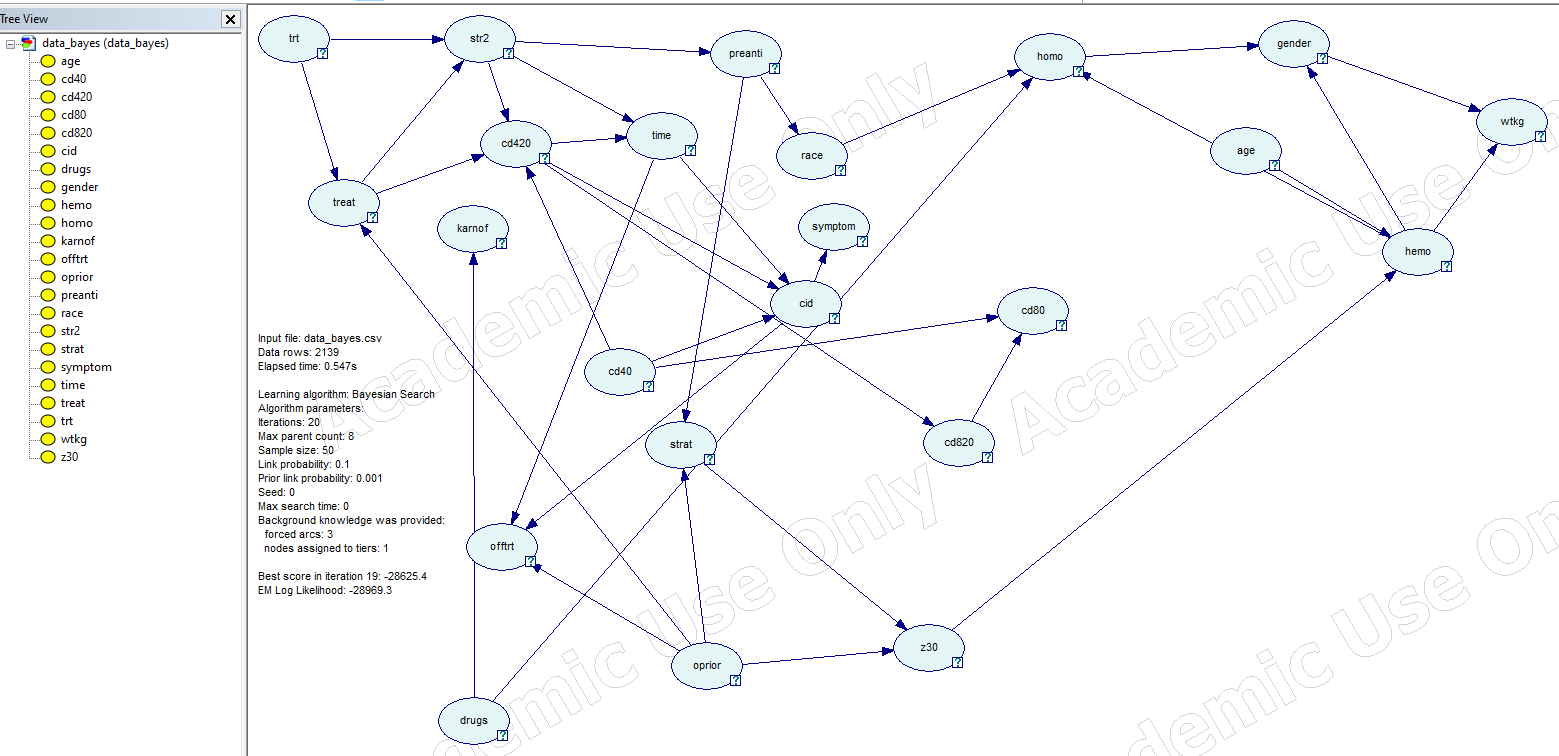 Tree View
data_bayes (data_bayes)
age
cd40
cd420
cd80
cd820
cid
drugs
gender
hemo
homo
karnof
offtrt
oprior
preanti
race
str2
strat
symptom
time
treat
trt
wtkg
z30
trt
str2
preanti
homo
gender
wtkg
cd420
time
race
age
treat
karnof
symptom
hemo
cid
cd80
cd40
strat
cd820
offtrt
z30
oprior
drugs
Input file: data_bayes.csv
Data rows: 2139
Elapsed time: 0.547s
Learning algorithm: Bayesian Search
Algorithm parameters:
Iterations: 20
Max parent count: 8
Sample size: 50
Link probability: 0.1
Prior link probability: 0.001
Seed: 0
Max search time: 0
Background knowledge was provided:
forced arcs: 3
nodes assigned to tiers: 1
Best score in iteration 19: -28625.4
EM Log Likelihood: -28969.3
Academic Use Only
Academic Use Only
Academic Use Only
Academic Use Only